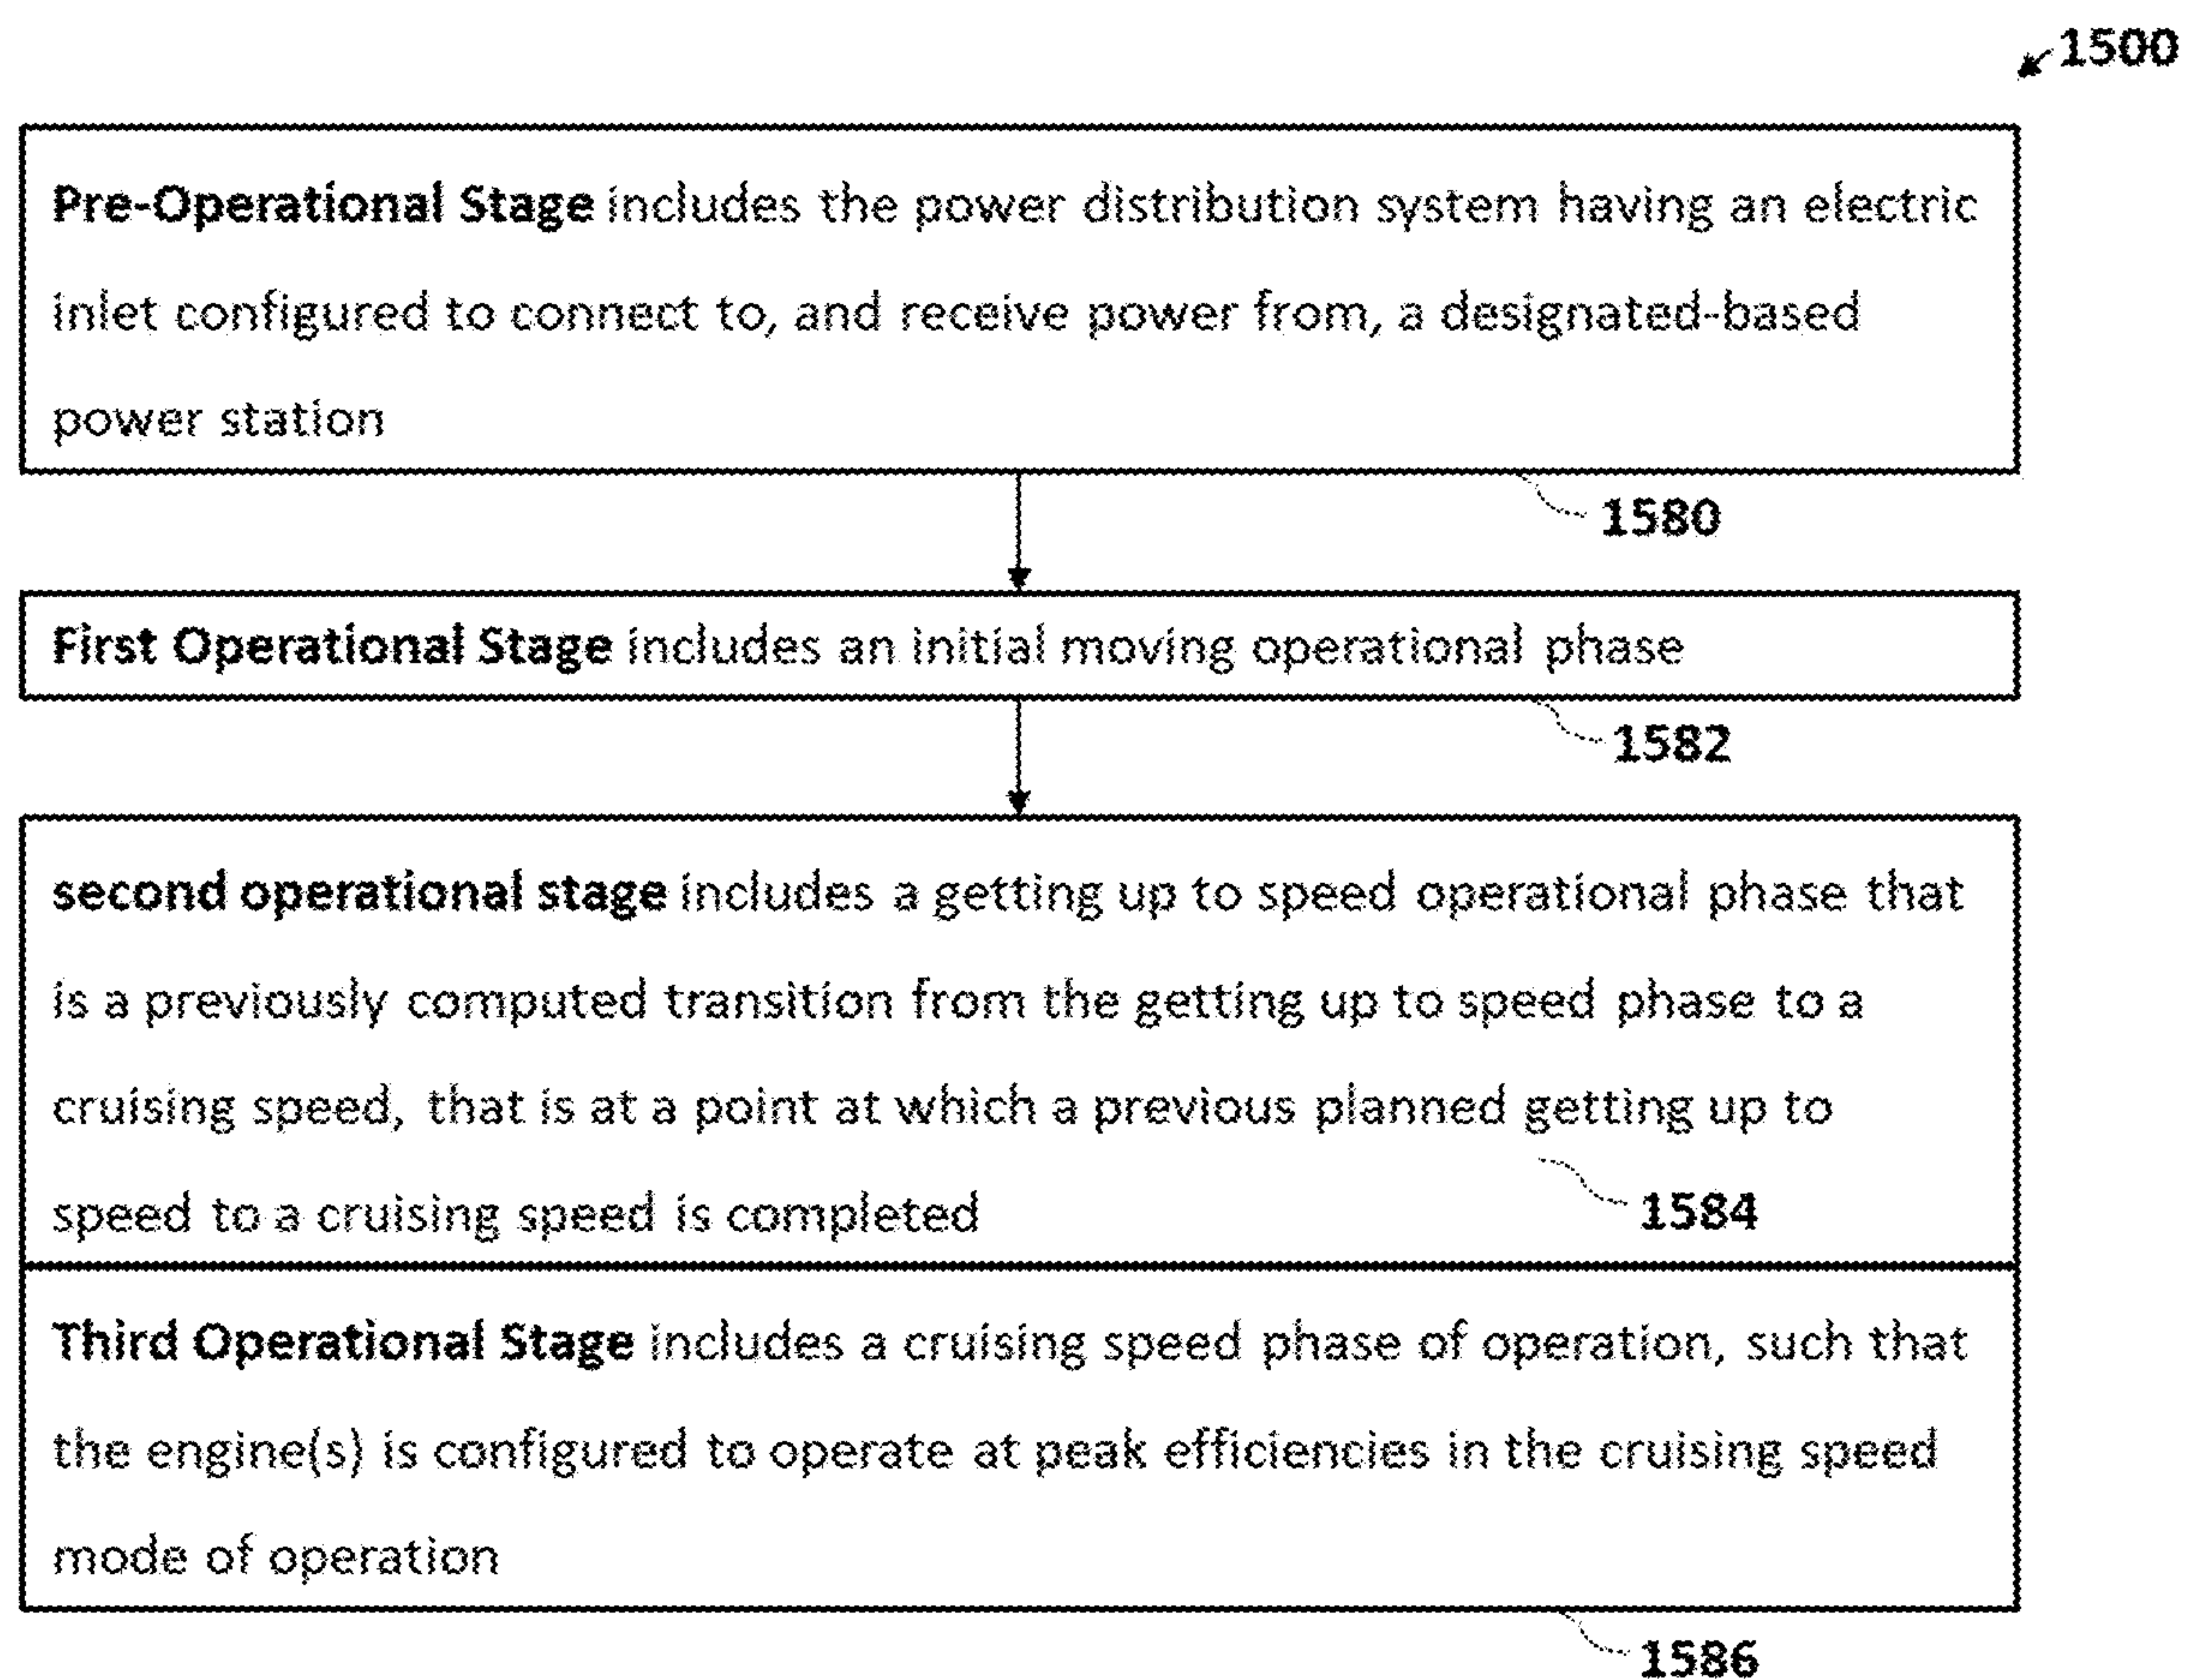 1500
Pre-Operational Stage includes the power distribution system having an electric
inlet configured to connect to, and receive power from, a designated-based
power station
1580
First Operational Stage includes an initial moving operational phase
1582
second operational stage includes a getting up to speed operational phase that
is a previously computed transition from the getting up to speed phase to a
cruising speed, that is at a point at which a previous planned getting up to
speed to a cruising speed is completed
1584
Third Operational Stage includes a cruising speed phase of operation, such that
the engine(s) is configured to operate at peak efficiencies in the cruising speed
mode of operation
1586